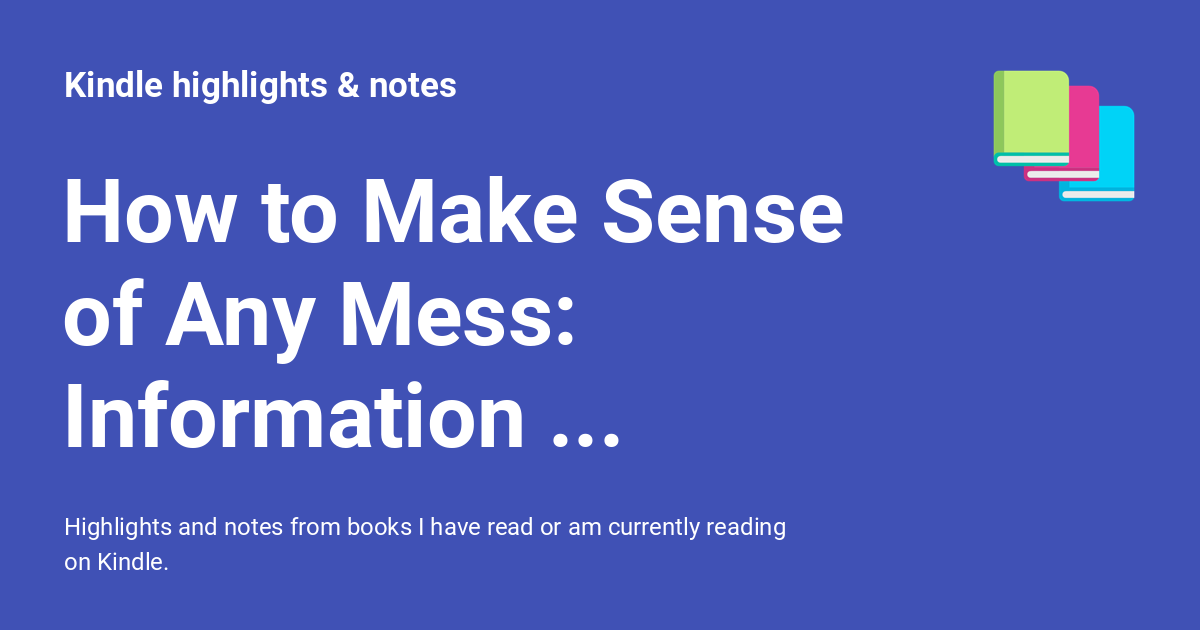 Kindle highlights & notes
How to Make Sense
of Any Mess:
Information ...
Highlights and notes from books I have read or am currently reading
on Kindle.